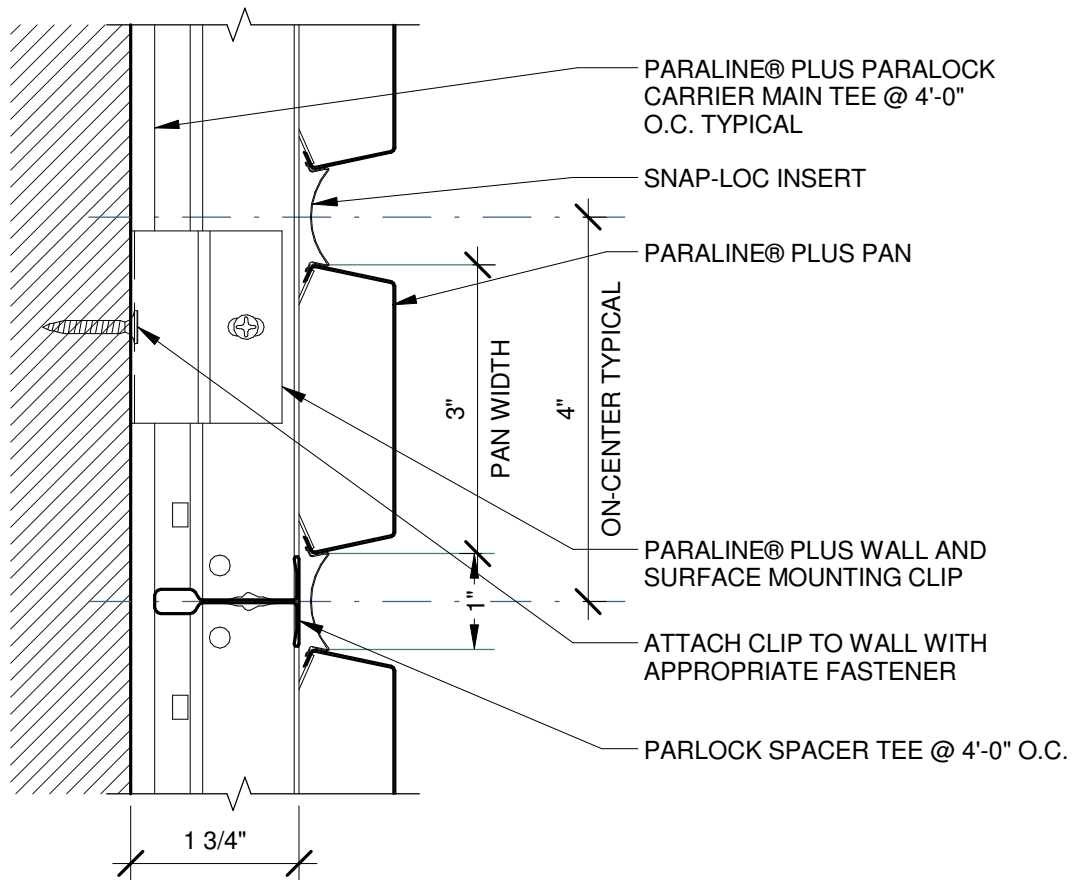 PARALINE® PLUS PARALOCK
CARRIER MAIN TEE @ 4'-0"
O.C. TYPICAL
SNAP-LOC INSERT
PARALINE® PLUS PAN
3"
PAN WIDTH
4"
ON-CENTER TYPICAL
1"
PARALINE® PLUS WALL AND
SURFACE MOUNTING CLIP
ATTACH CLIP TO WALL WITH
APPROPRIATE FASTENER
PARLOCK SPACER TEE @ 4'-0" O.C.
1 3/4"